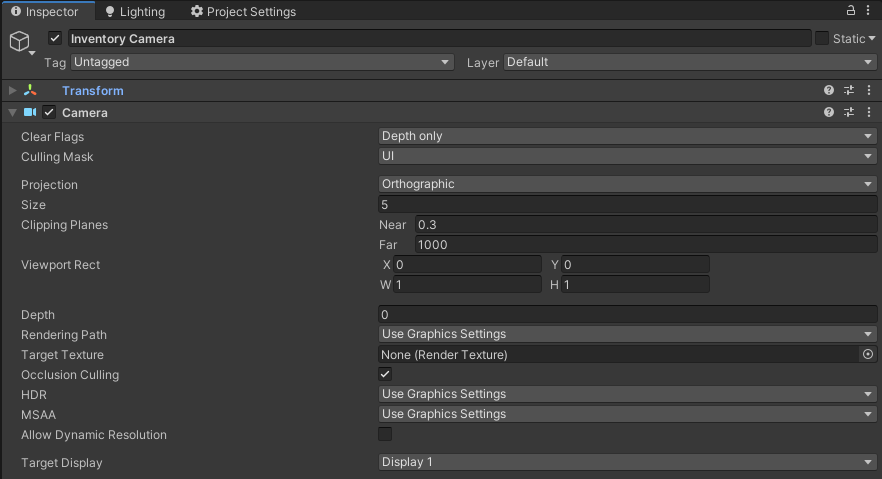 Inspector Lighting Project Settings
Inventory Camera Static
Tag Untagged Layer Default
Transform
Camera
Clear Flags Depth only
Culling Mask UI
Projection Orthographic
Size 5
Clipping Planes Near 0.3
Far 1000
Viewport Rect X 0 Y 0
W 1 H 1
Depth 0
Rendering Path Use Graphics Settings
Target Texture None (Render Texture)
Occlusion Culling
HDR Use Graphics Settings
MSAA Use Graphics Settings
Allow Dynamic Resolution
Target Display Display 1